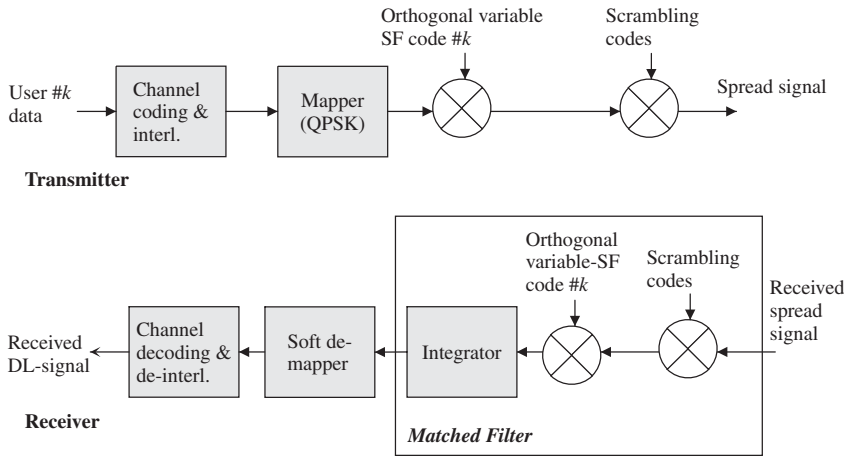 Orthogonal variable
SF code #k
Scrambling
codes
User #k
data
Channel
coding &
interl.
Mapper
(QPSK)
Spread signal
Transmitter
Orthogonal
variable-SF
code #k
Scrambling
codes
Received
spread
signal
Received
DL-signal
Channel
decoding &
de-interl.
Soft de-
mapper
Integrator
Receiver
Matched Filter